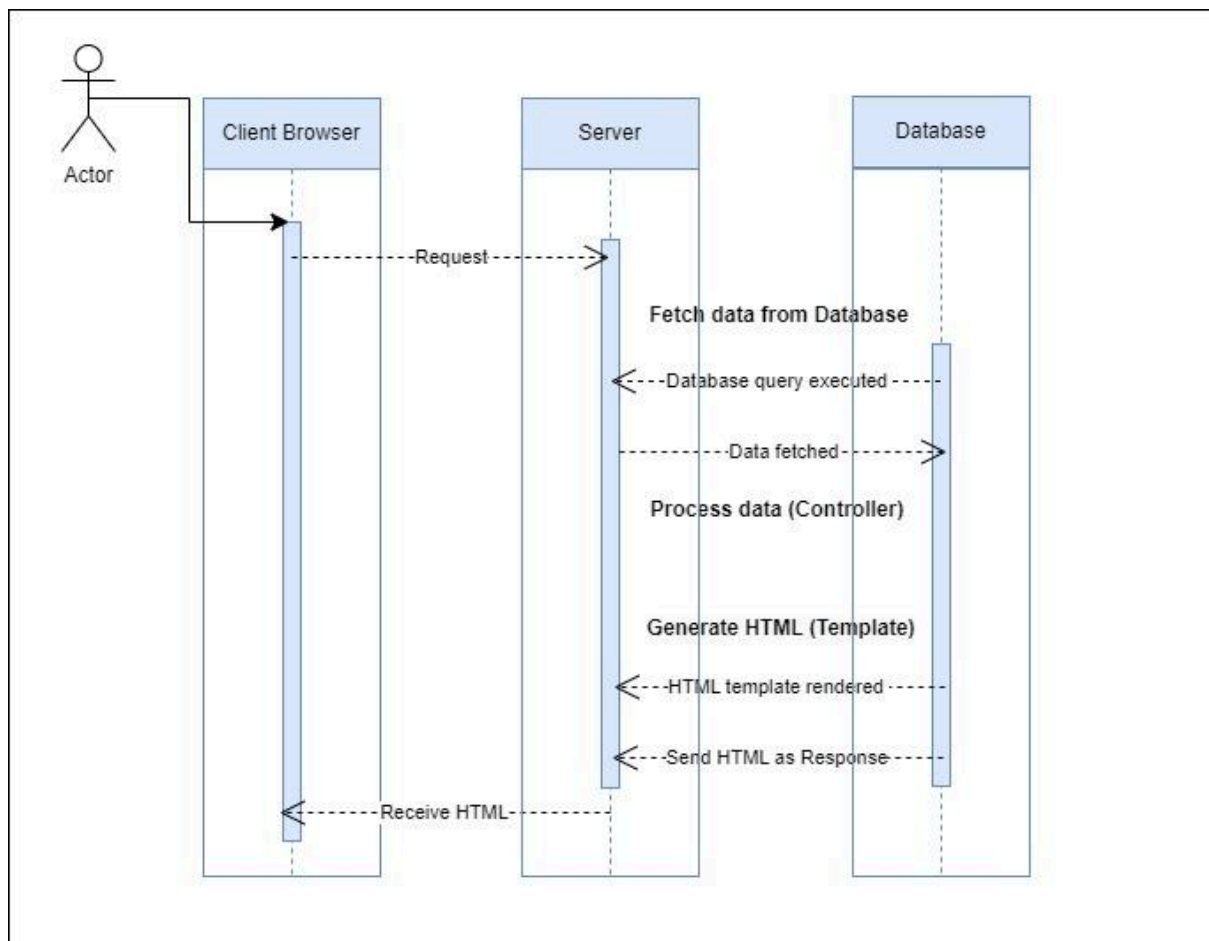 Actor
Client Browser
Server
Database
Request
Fetch data from Database
Database query executed
Data fetched
Process data (Controller)
Generate HTML (Template)
HTML template rendered
Send HTML as Response
Receive HTML